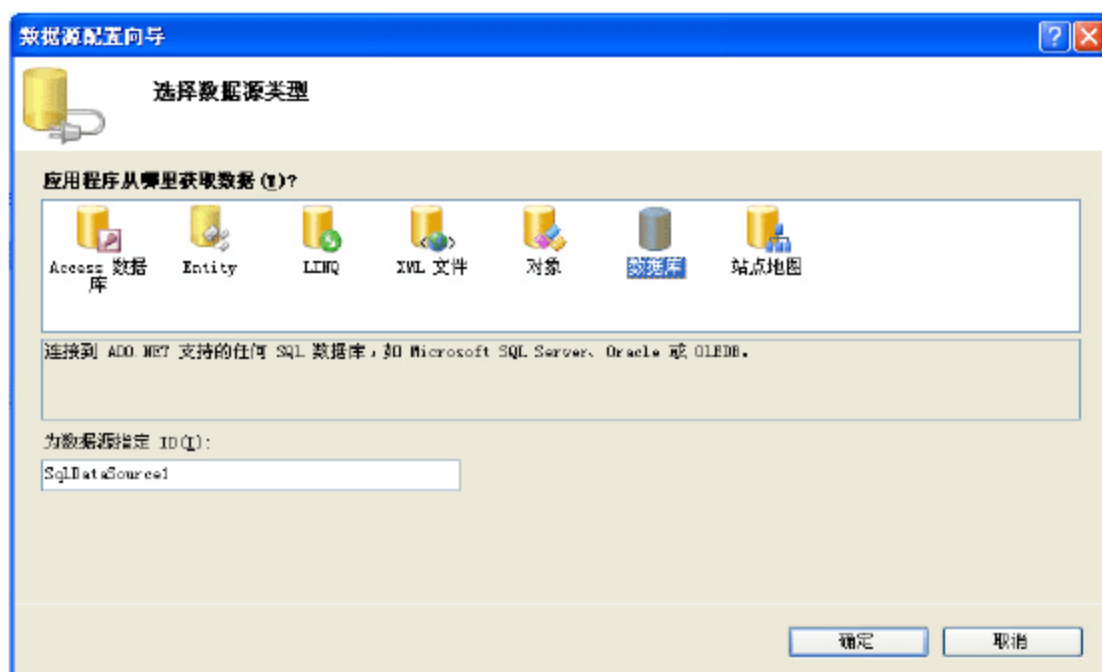 数据源配置向导
选择数据源类型
应用程序从哪里获取数据(W)?
Access 数据库
Entity
LINQ
XML 文件
对象
数据库
站点地图
连接到 ADO.NET 支持的任何 SQL 数据库，如 Microsoft SQL Server、Oracle 或 OLEDB。
为数据源指定 ID(I):
SqlDataSource1
确定
取消